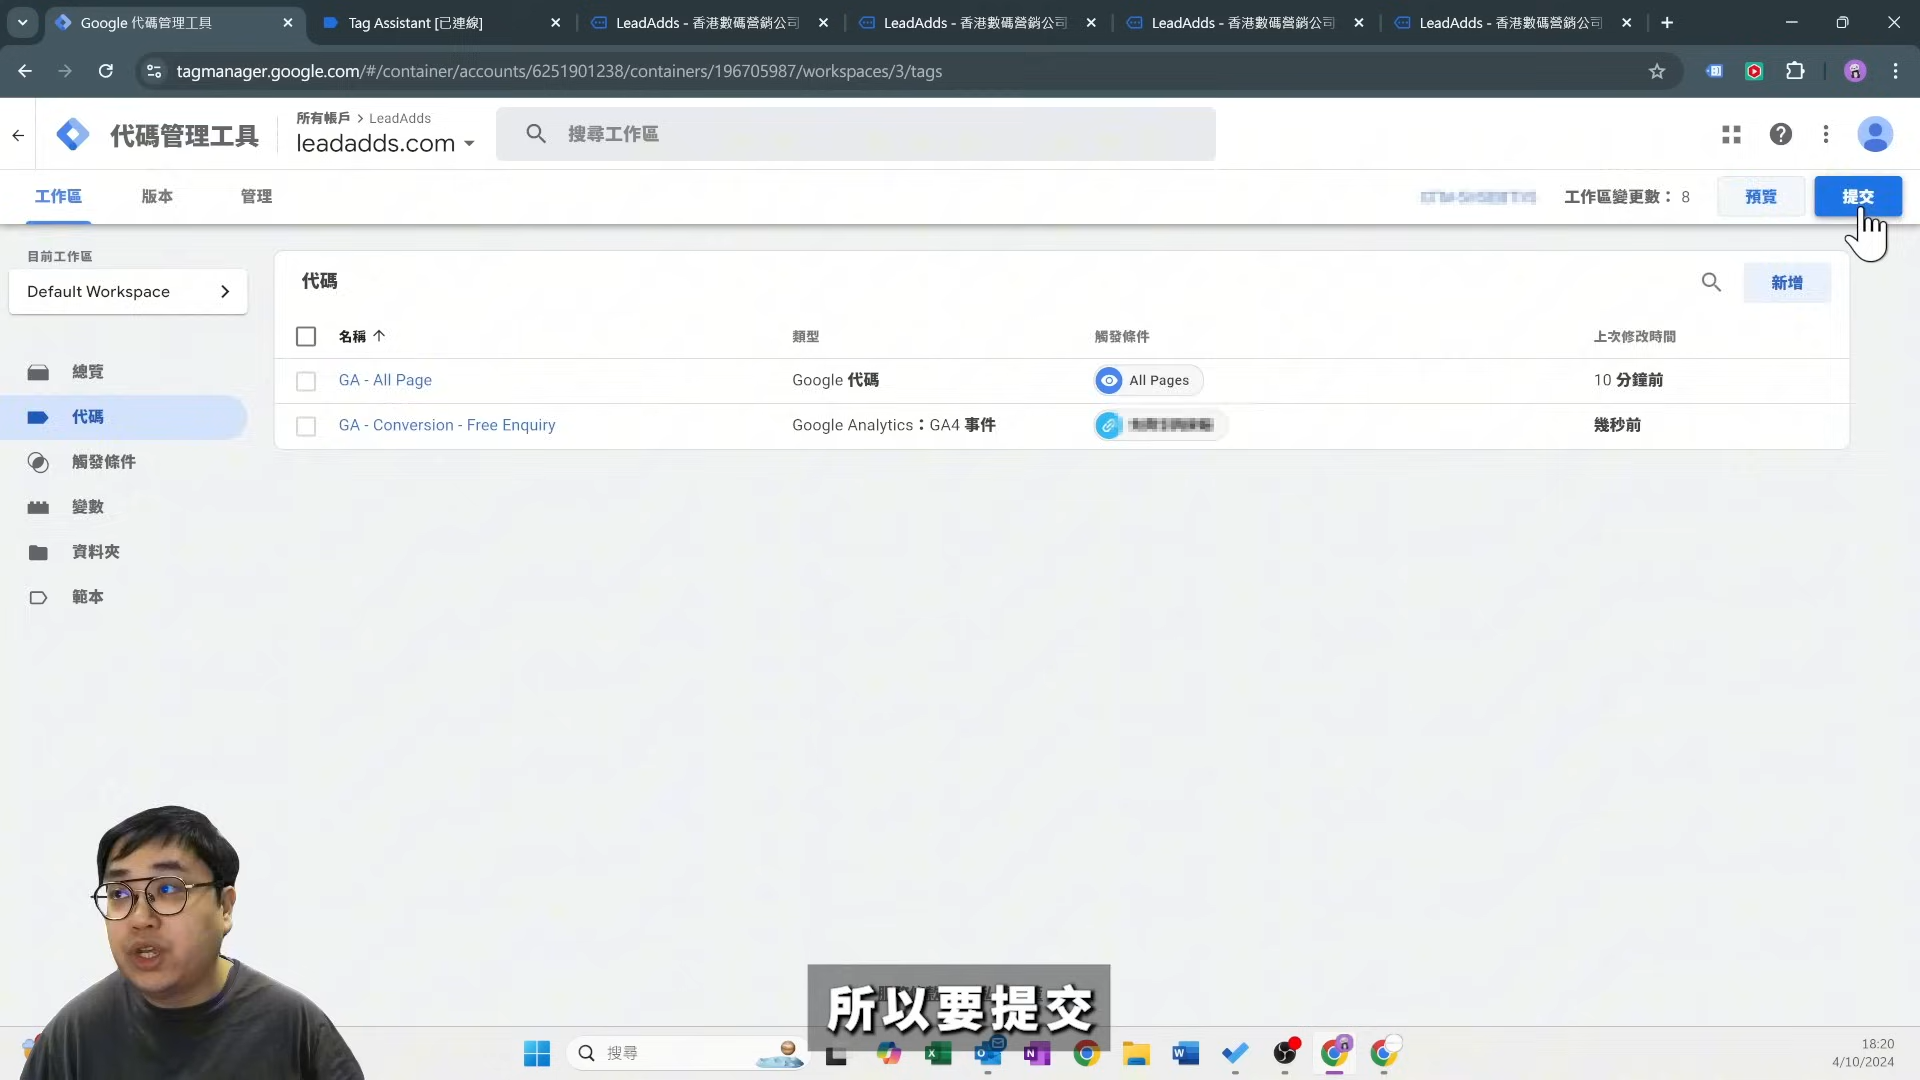 Google 代碼管理工具
Tag Assistant [已連線]
LeadAdds - 香港數碼營銷公司
LeadAdds - 香港數碼營銷公司
LeadAdds - 香港數碼營銷公司
LeadAdds - 香港數碼營銷公司
tagmanager.google.com/#/container/accounts/6251901238/containers/196705987/workspaces/3/tags
代碼管理工具
所有帳戶 > LeadAdds
leadadds.com
搜尋工作區
工作區
版本
管理
工作區變更數： 8
預覽
提交
目前工作區
Default Workspace
總覽
代碼
觸發條件
變數
資料夾
範本
代碼
新增
名稱
類型
觸發條件
上次修改時間
GA - All Page
Google 代碼
All Pages
10 分鐘前
GA - Conversion - Free Enquiry
Google Analytics：GA4 事件
幾秒前
所以要提交
搜尋
18:20
4/10/2024